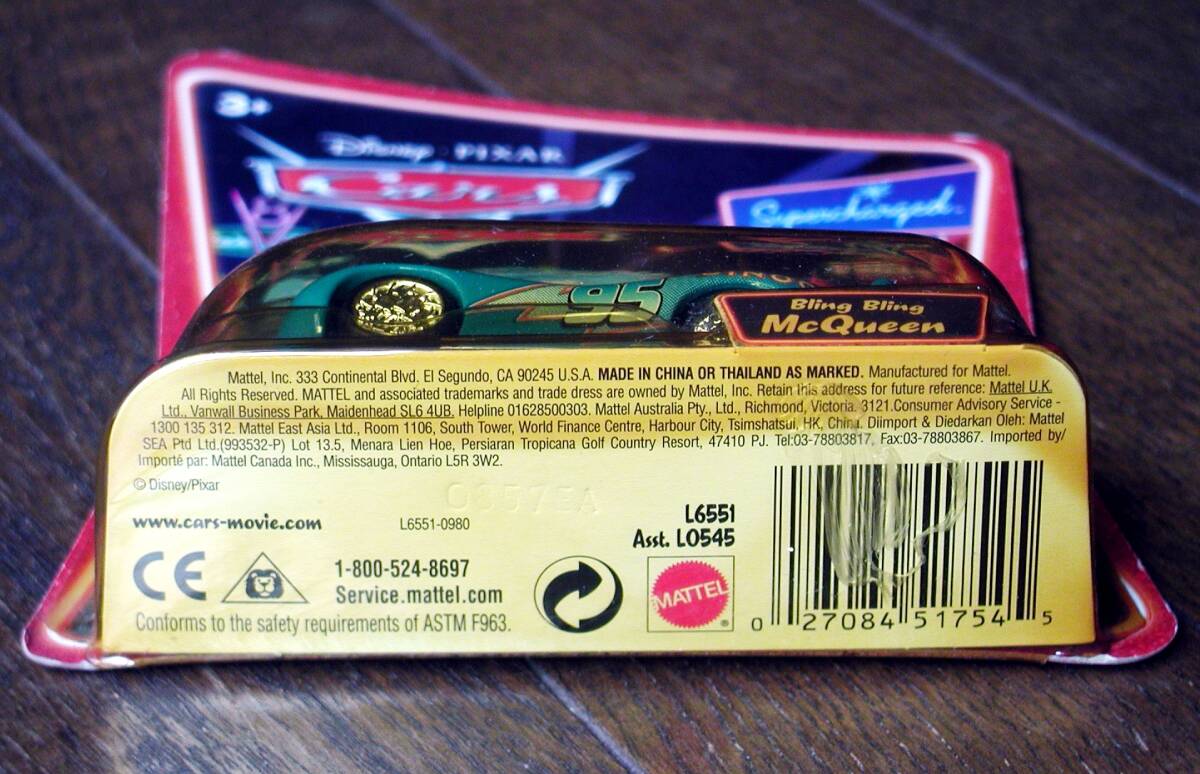 3+
Disney · PIXAR
Cars
Supercharged
95
Bling Bling
McQueen
Mattel, Inc. 333 Continental Blvd. El Segundo, CA 90245 U.S.A. MADE IN CHINA OR THAILAND AS MARKED. Manufactured for Mattel.
All Rights Reserved. MATTEL and associated trademarks and trade dress are owned by Mattel, Inc. Retain this address for future reference: Mattel U.K.
Ltd., Vanwall Business Park, Maidenhead SL6 4UB. Helpline 01628500303. Mattel Australia Pty., Ltd., Richmond, Victoria. 3121.Consumer Advisory Service -
1300 135 312. Mattel East Asia Ltd., Room 1106, South Tower, World Finance Centre, Harbour City, Tsimshatsui, HK, China. Diimport & Diedarkan Oleh: Mattel
SEA Ptd Ltd.(993532-P) Lot 13.5, Menara Lien Hoe, Persiaran Tropicana Golf Country Resort, 47410 PJ. Tel:03-78803817, Fax:03-78803867. Imported by/
Importé par: Mattel Canada Inc., Mississauga, Ontario L5R 3W2.
© Disney/Pixar
www.cars-movie.com
L6551-0980
L6551
Asst. L0545
CE
1-800-524-8697
Service.mattel.com
Conforms to the safety requirements of ASTM F963.
MATTEL
®
0 27084 51754 5